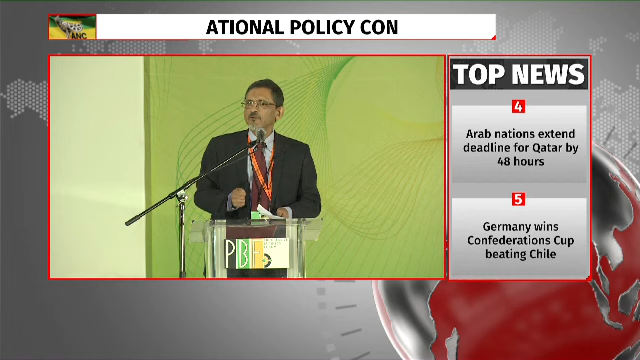 ATIONAL POLICY CON
ANC
TOP NEWS
4
Arab nations extend
deadline for Qatar by
48 hours
5
Germany wins
Confederations Cup
beating Chile
PBF